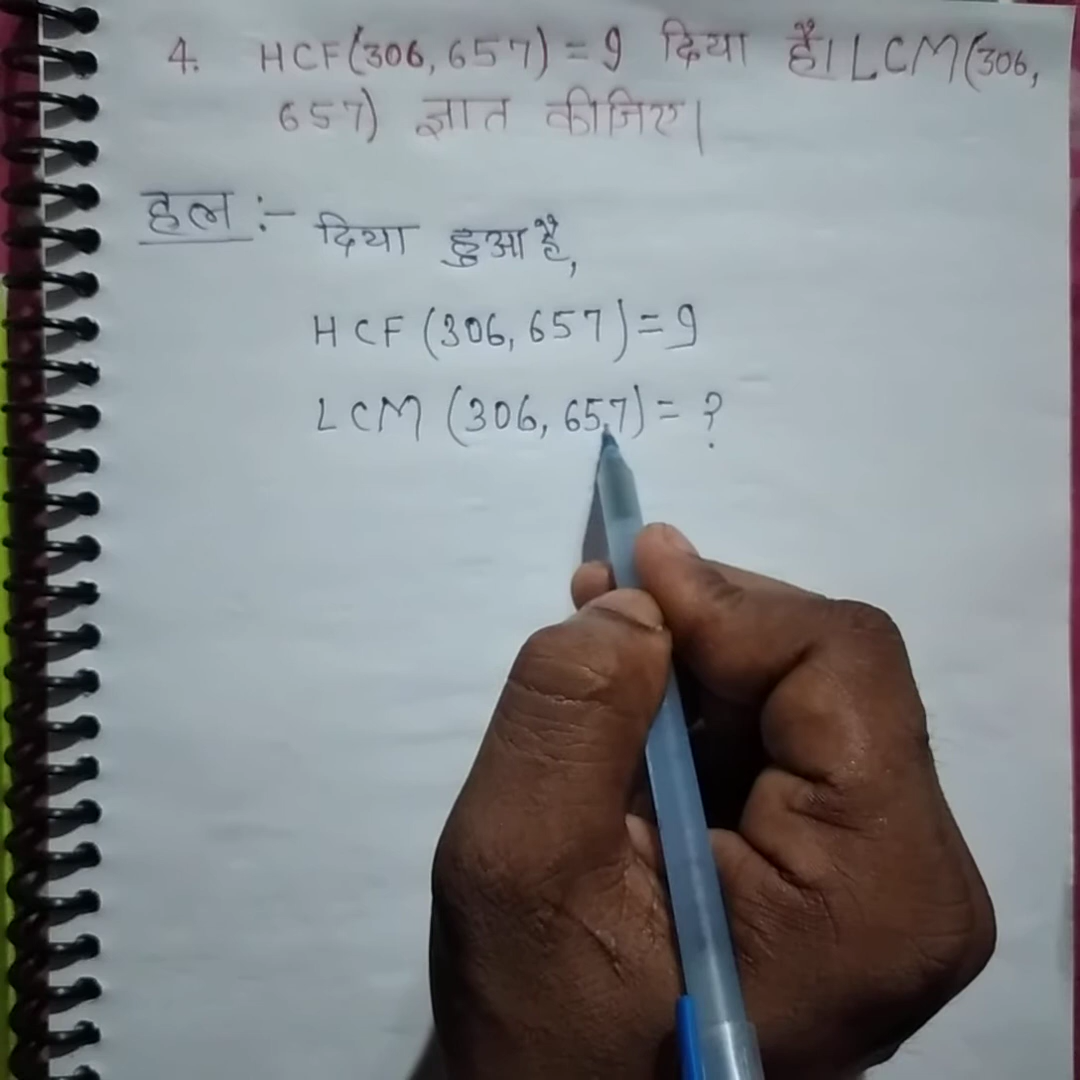 4. HCF(306,657)=9 दिया है। LCM(306,
657) ज्ञात कीजिए।
हल :- दिया हुआ है,
HCF (306, 657) = 9
LCM (306, 657) = ?